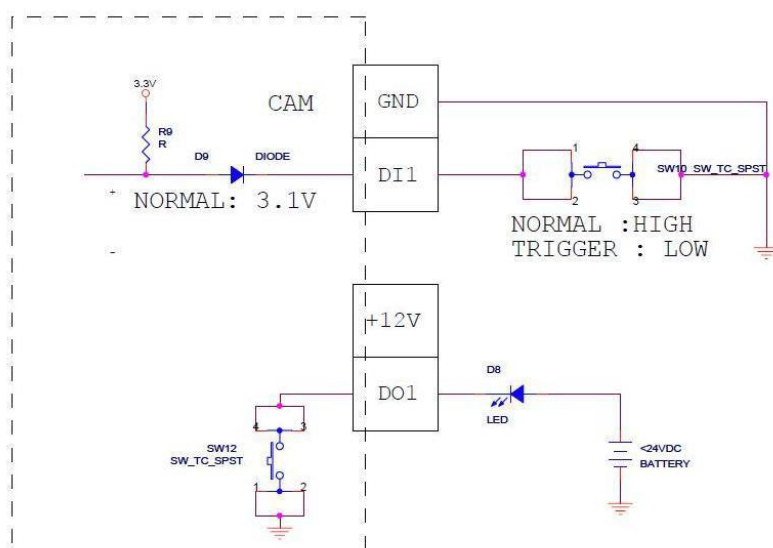 3.3V
CAM
GND
R9
R
D9
DIODE
DI1
1
4
SW10 SW_TC_SPST
2
3
+
NORMAL: 3.1V
NORMAL :HIGH
TRIGGER : LOW
-
+12V
D8
DO1
LED
4
3
SW12
SW_TC_SPST
<24VDC
BATTERY
1
2